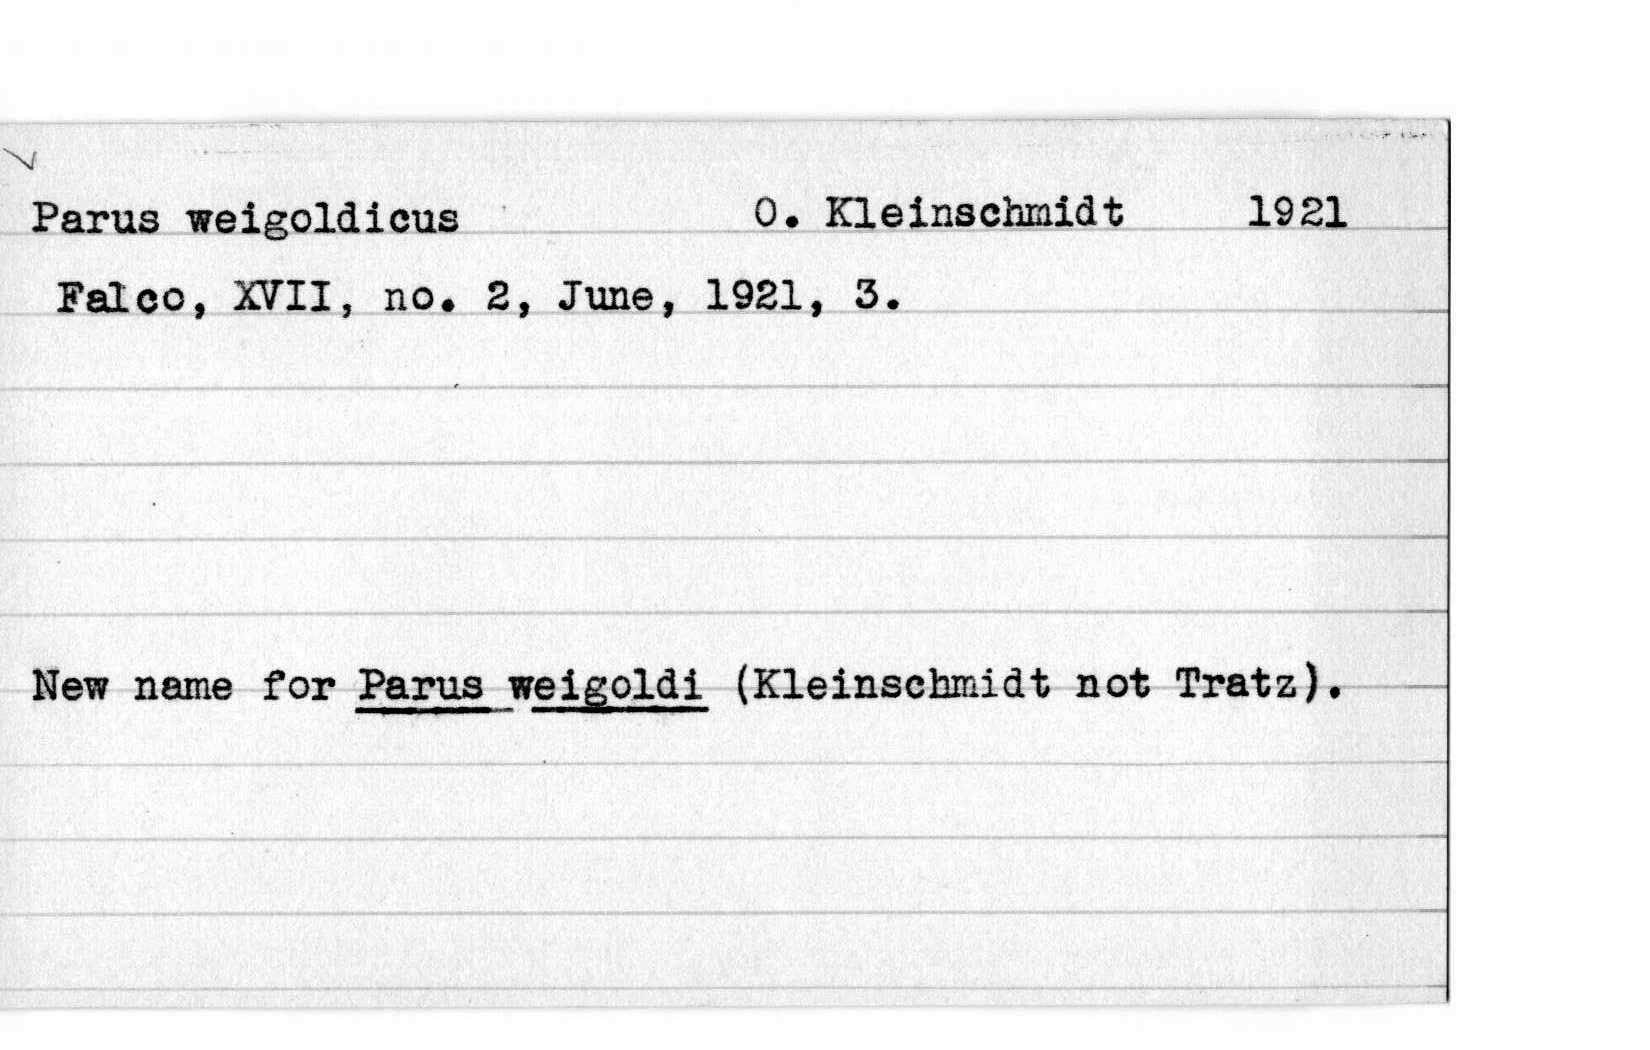 Parus weigoldicus O. Kleinschmidt 1921
Falco, XVII, no. 2, June, 1921, 3.
New name for Parus weigoldi (Kleinschmidt not Tratz).